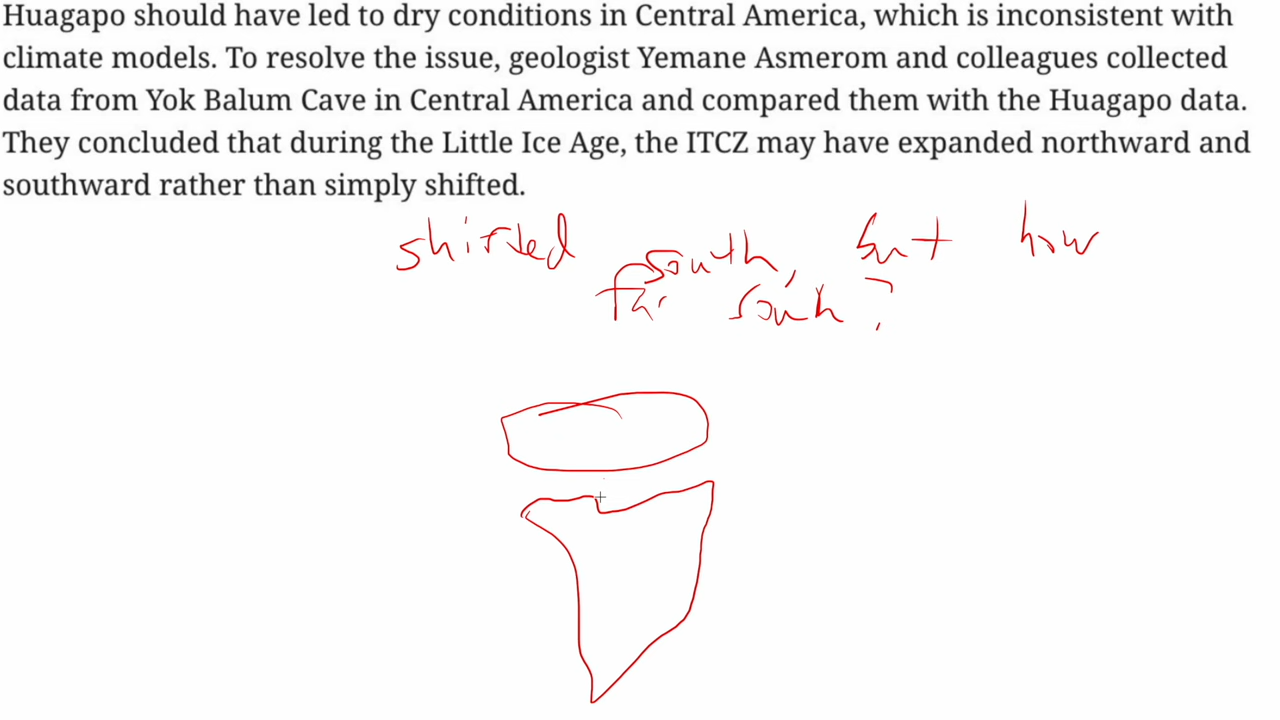 Huagapo should have led to dry conditions in Central America, which is inconsistent with
climate models. To resolve the issue, geologist Yemane Asmerom and colleagues collected
data from Yok Balum Cave in Central America and compared them with the Huagapo data.
They concluded that during the Little Ice Age, the ITCZ may have expanded northward and
southward rather than simply shifted.
shifted south, but how
far south?